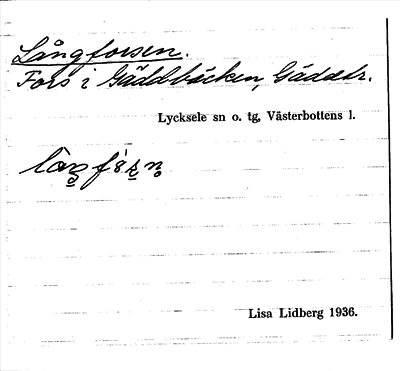 Långforsen.
Fors i Gäddbäcken, Gäddtr.
Lycksele sn o. tg, Västerbottens l.
Lisa Lidberg 1936.